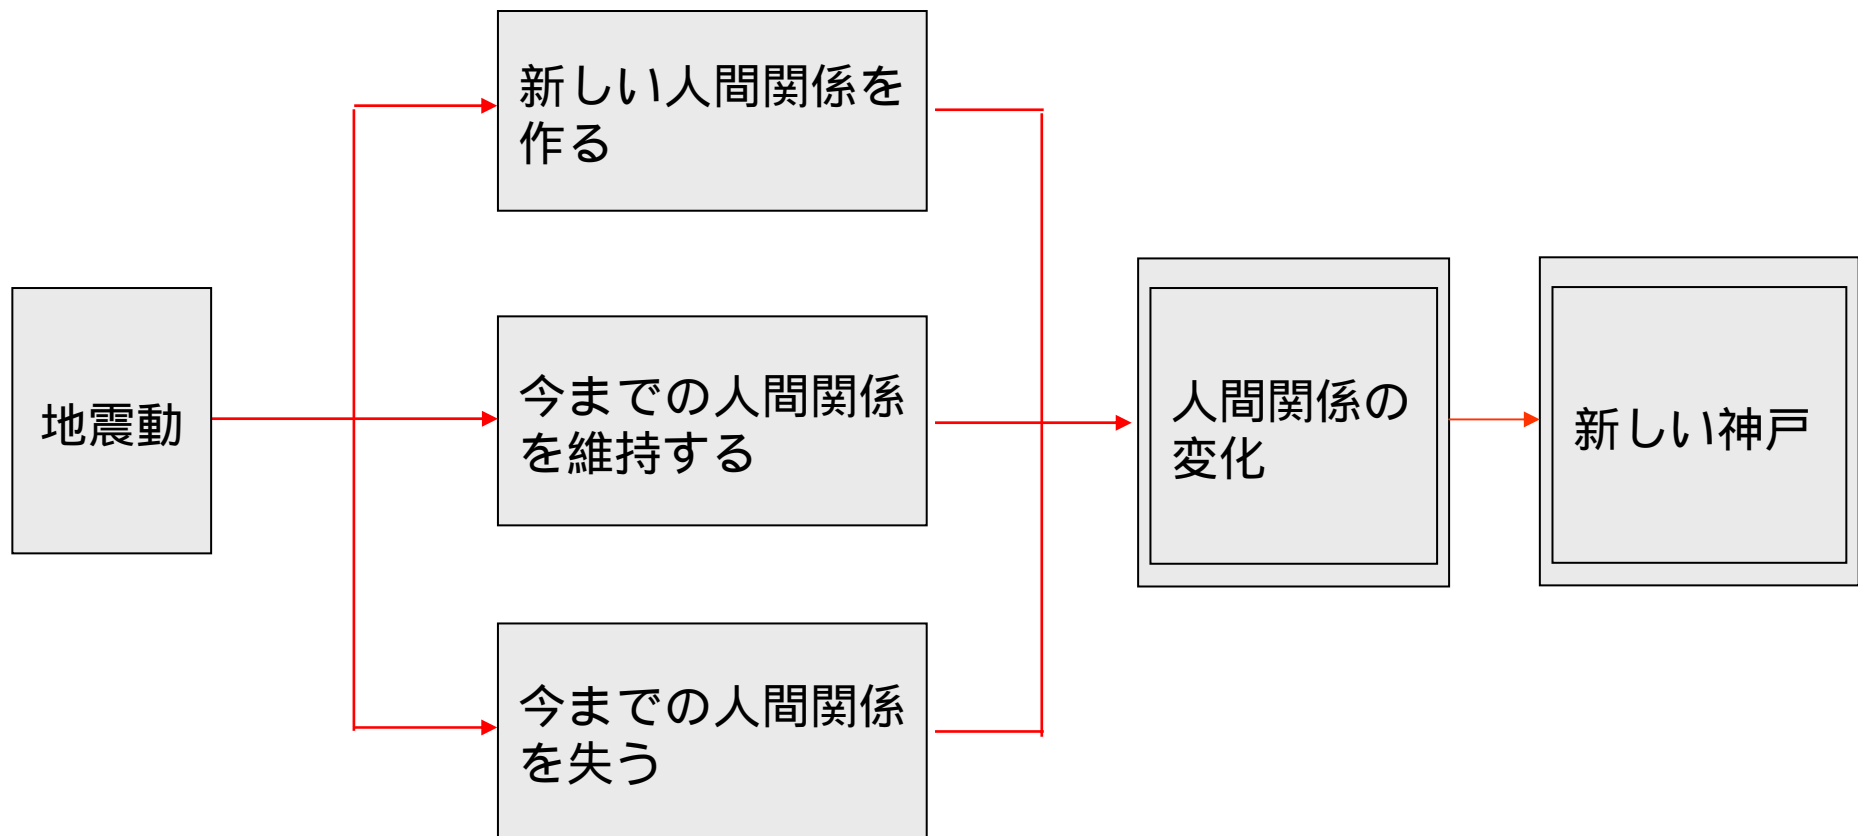 新しい人間関係を
作る
地震動
今までの人間関係
を維持する
今までの人間関係
を失う
人間関係の
変化
新しい神戸